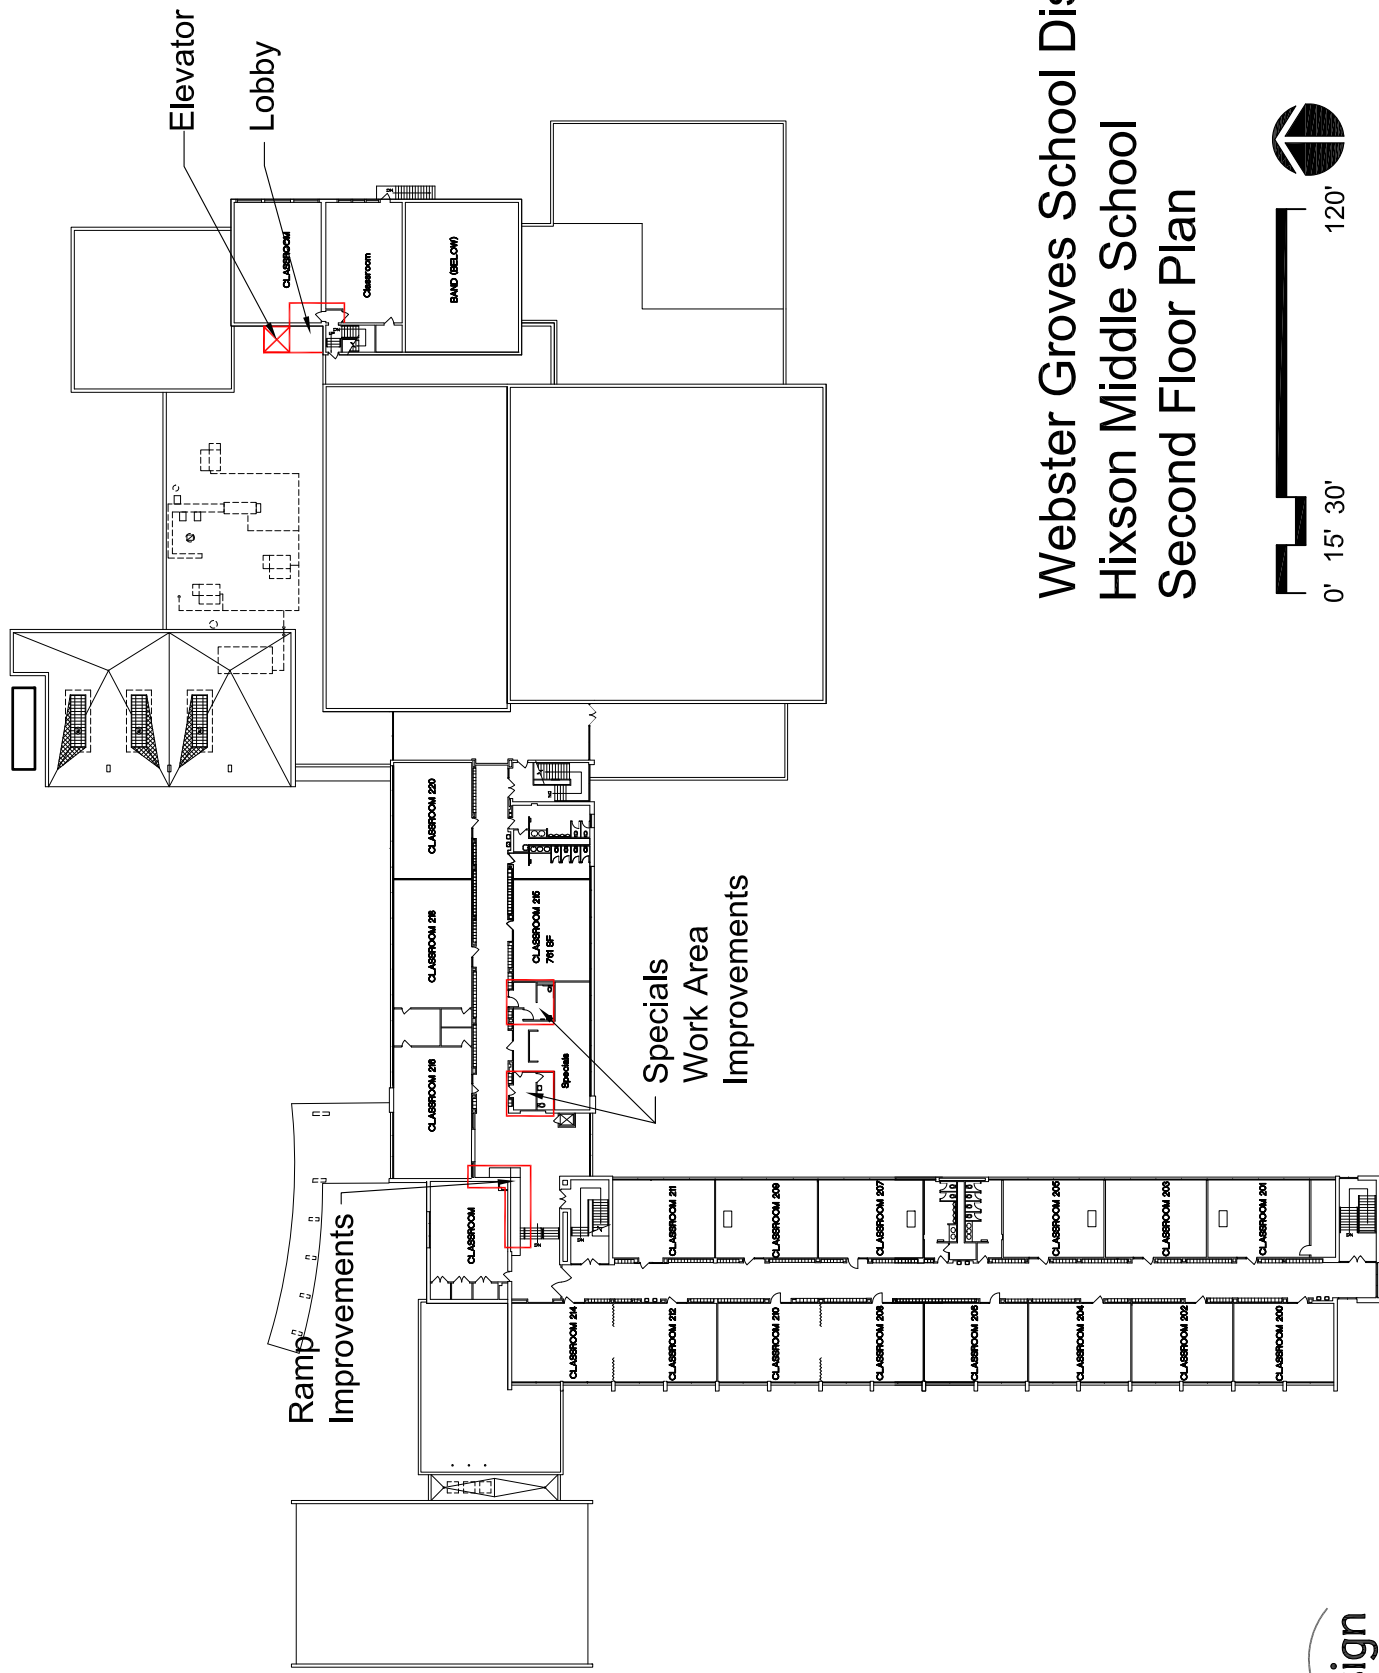 Elevator
Lobby
CLASSROOM
Classroom
BAND (BELOW)
CLASSROOM 220
CLASSROOM 218
CLASSROOM 216
CLASSROOM 215
761 SF
Specials
Specials
Work Area
Improvements
Ramp
Improvements
CLASSROOM
CLASSROOM 211
CLASSROOM 209
CLASSROOM 207
CLASSROOM 205
CLASSROOM 203
CLASSROOM 201
CLASSROOM 214
CLASSROOM 212
CLASSROOM 210
CLASSROOM 208
CLASSROOM 206
CLASSROOM 204
CLASSROOM 202
CLASSROOM 200
Webster Groves School Dis
Hixson Middle School
Second Floor Plan
0' 15' 30' 120'
ign